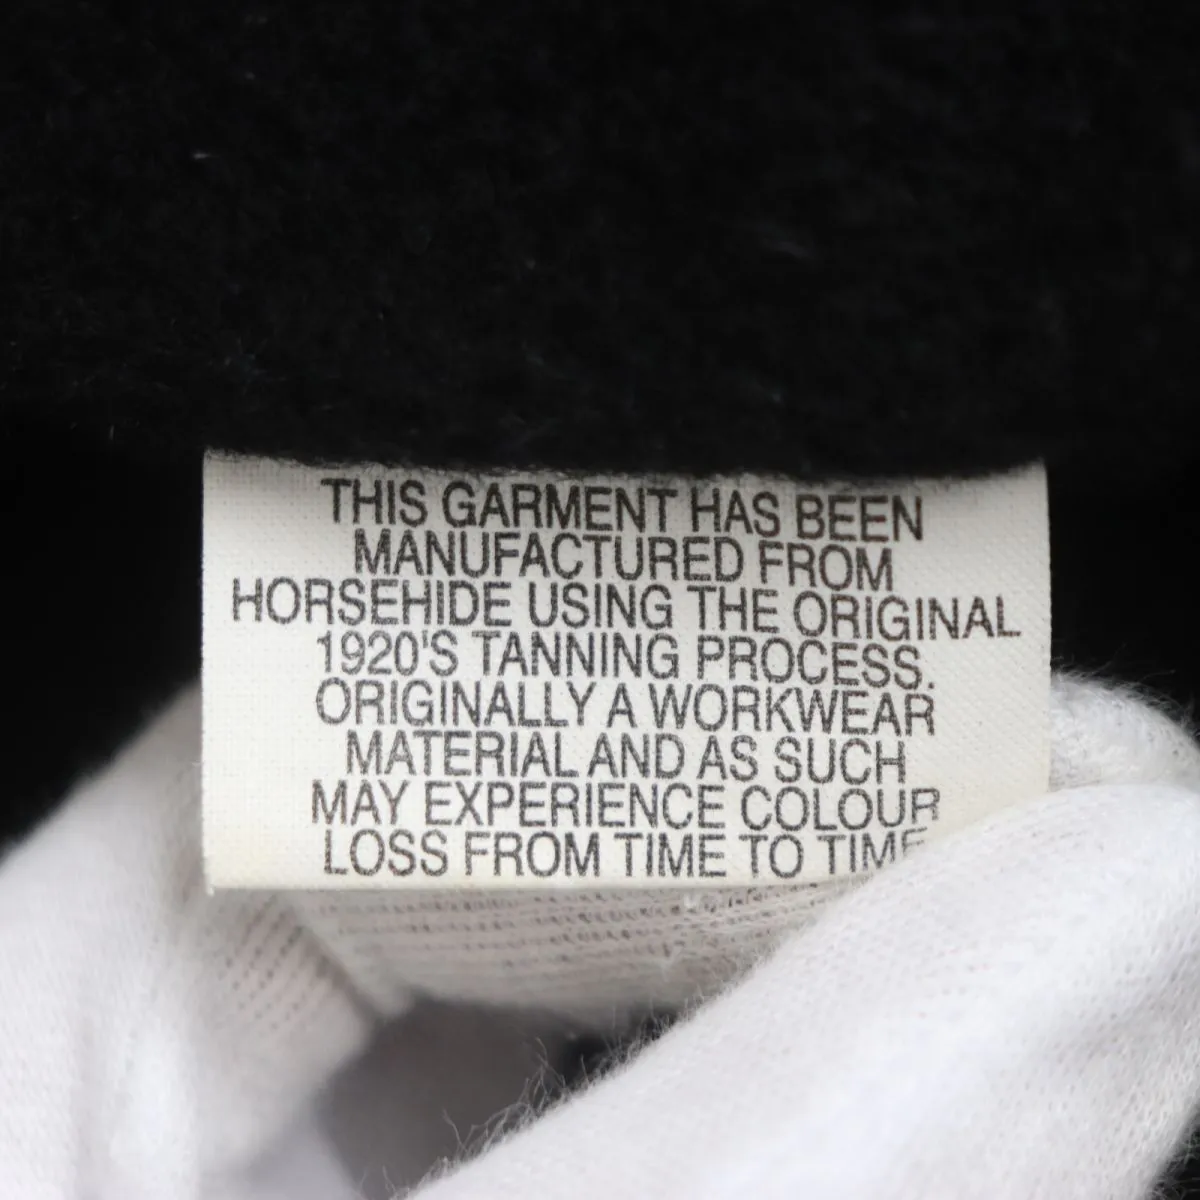 THIS GARMENT HAS BEEN
MANUFACTURED FROM
HORSEHIDE USING THE ORIGINAL
1920'S TANNING PROCESS.
ORIGINALLY A WORKWEAR
MATERIAL AND AS SUCH
MAY EXPERIENCE COLOUR
LOSS FROM TIME TO TIME